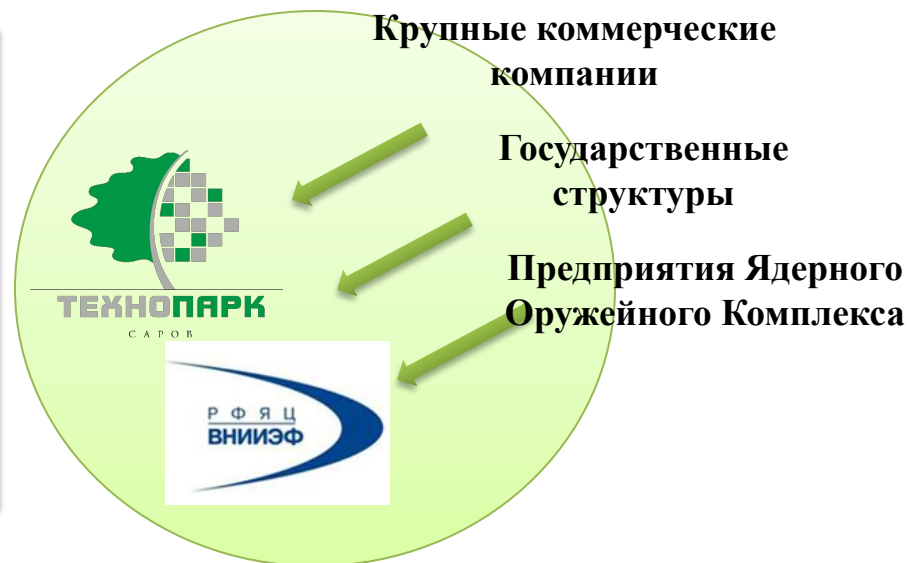 Крупные коммерческие
компании
Государственные
структуры
Предприятия Ядерного
Оружейного Комплекса
ТЕХНОПАРК
САРОВ
РФЯЦ
ВНИИЭФ